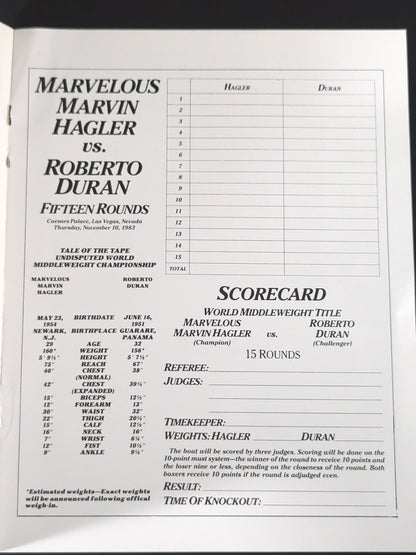 MARVELOUS
MARVIN
HAGLER
vs.
ROBERTO
DURAN
FIFTEEN ROUNDS
Caesars Palace, Las Vegas, Nevada
Thursday, November 10, 1983
TALE OF THE TAPE
UNDISPUTED WORLD
MIDDLEWEIGHT CHAMPIONSHIP
MARVELOUS ROBERTO
MARVIN DURAN
HAGLER
MAY 23, BIRTHDATE JUNE 16,
1954 1951
NEWARK, BIRTHPLACE GUARARE,
N.J. PANAMA
29 AGE 32
160* WEIGHT 156*
5' 9½" HEIGHT 5' 7½"
75" REACH 67"
40" CHEST 38"
(NORMAL)
42" CHEST 39½"
(EXPANDED)
15" BICEPS 12½"
12" FOREARM 13"
30" WAIST 32"
22" THIGH 20½"
15" CALF 12½"
16" NECK 16"
7" WRIST 6¼"
12" FIST 10½"
9" ANKLE 9½"
*Estimated weights—Exact weights
will be announced following offical
weigh-in.
HAGLER DURAN
1
2
3
4
5
6
7
8
9
10
11
12
13
14
15
TOTAL
SCORECARD
WORLD MIDDLEWEIGHT TITLE
MARVELOUS ROBERTO
MARVIN HAGLER vs. DURAN
(Champion) (Challenger)
15 ROUNDS
REFEREE:
JUDGES:
TIMEKEEPER:
WEIGHTS: HAGLER DURAN
The bout will be scored by three judges. Scoring will be done on the
10-point must system—the winner of the round to receive 10 points and
the loser nine or less, depending on the closeness of the round. Both
boxers receive 10 points if the round is adjudged even.
RESULT:
TIME OF KNOCKOUT: